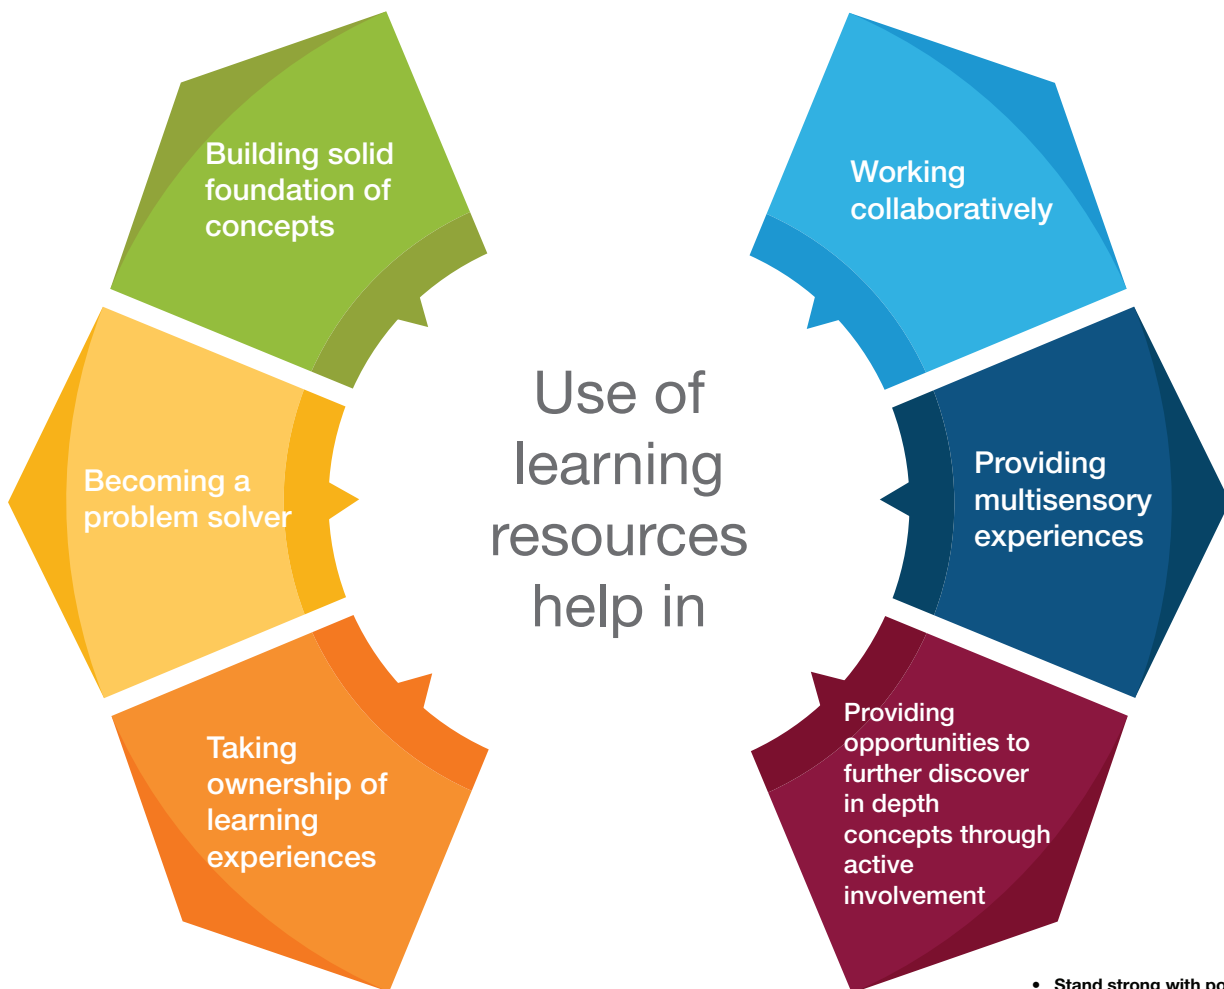 Building solid
foundation of
concepts
Working
collaboratively
Use of
learning
resources
help in
Becoming a
problem solver
Providing
multisensory
experiences
Taking
ownership of
learning
experiences
Providing
opportunities to
further discover
in depth
concepts through
active
involvement
• Stand strong with